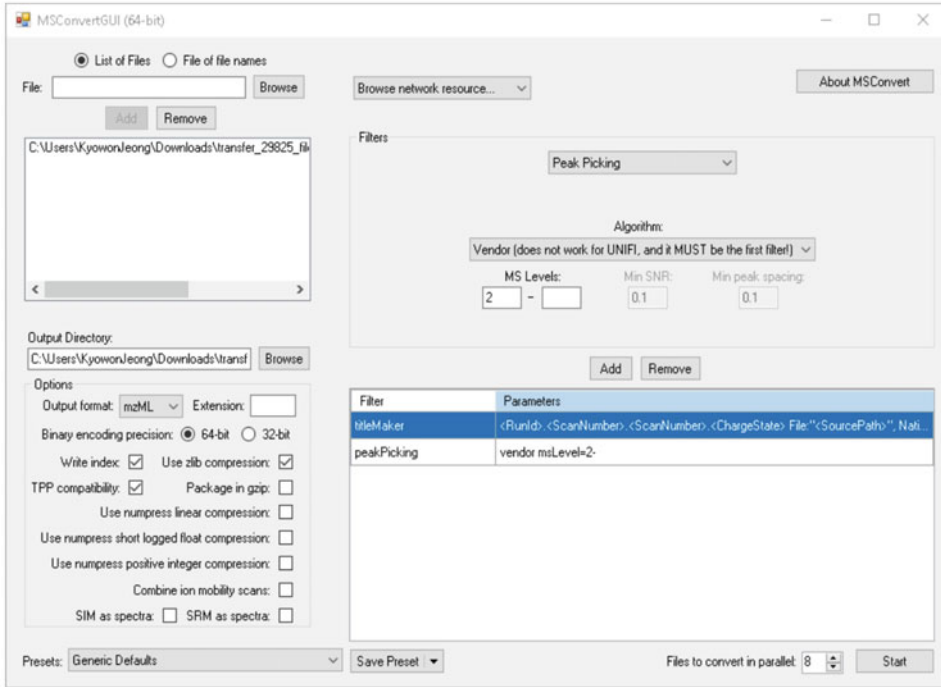 MSConvertGUI (64-bit)
List of Files File of file names
File: Browse
Add Remove
C:\Users\KyowonJeong\Downloads\transfer_29825_fil
Output Directory:
C:\Users\KyowonJeong\Downloads\transf Browse
Options
Output format: mzML Extension:
Binary encoding precision: 64-bit 32-bit
Write index: Use zlib compression:
TPP compatibility: Package in gzip:
Use numpress linear compression:
Use numpress short logged float compression:
Use numpress positive integer compression:
Combine ion mobility scans:
SIM as spectra: SRM as spectra:
Presets: Generic Defaults
Browse network resource...
About MSConvert
Filters
Peak Picking
Algorithm:
Vendor (does not work for UNIFI, and it MUST be the first filter!)
MS Levels: Min SNR: Min peak spacing:
2 - 0.1 0.1
Add Remove
Filter Parameters
titleMaker <RunId>.<ScanNumber>.<ScanNumber>.<ChargeState> File:"<SourcePath>", Nati...
peakPicking vendor msLevel=2-
Save Preset
Files to convert in parallel: 8 Start